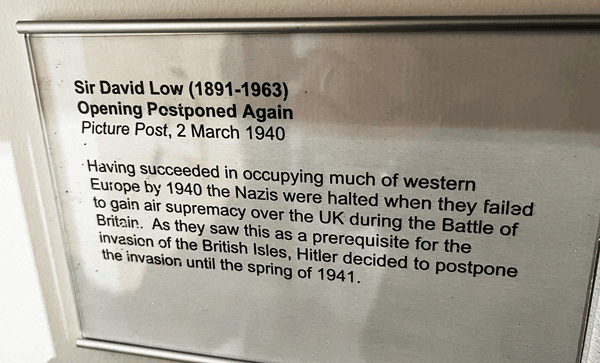 Sir David Low (1891-1963)
Opening Postponed Again
Picture Post, 2 March 1940
Having succeeded in occupying much of western
Europe by 1940 the Nazis were halted when they failed
to gain air supremacy over the UK during the Battle of
Britain. As they saw this as a prerequisite for the
invasion of the British Isles, Hitler decided to postpone
the invasion until the spring of 1941.